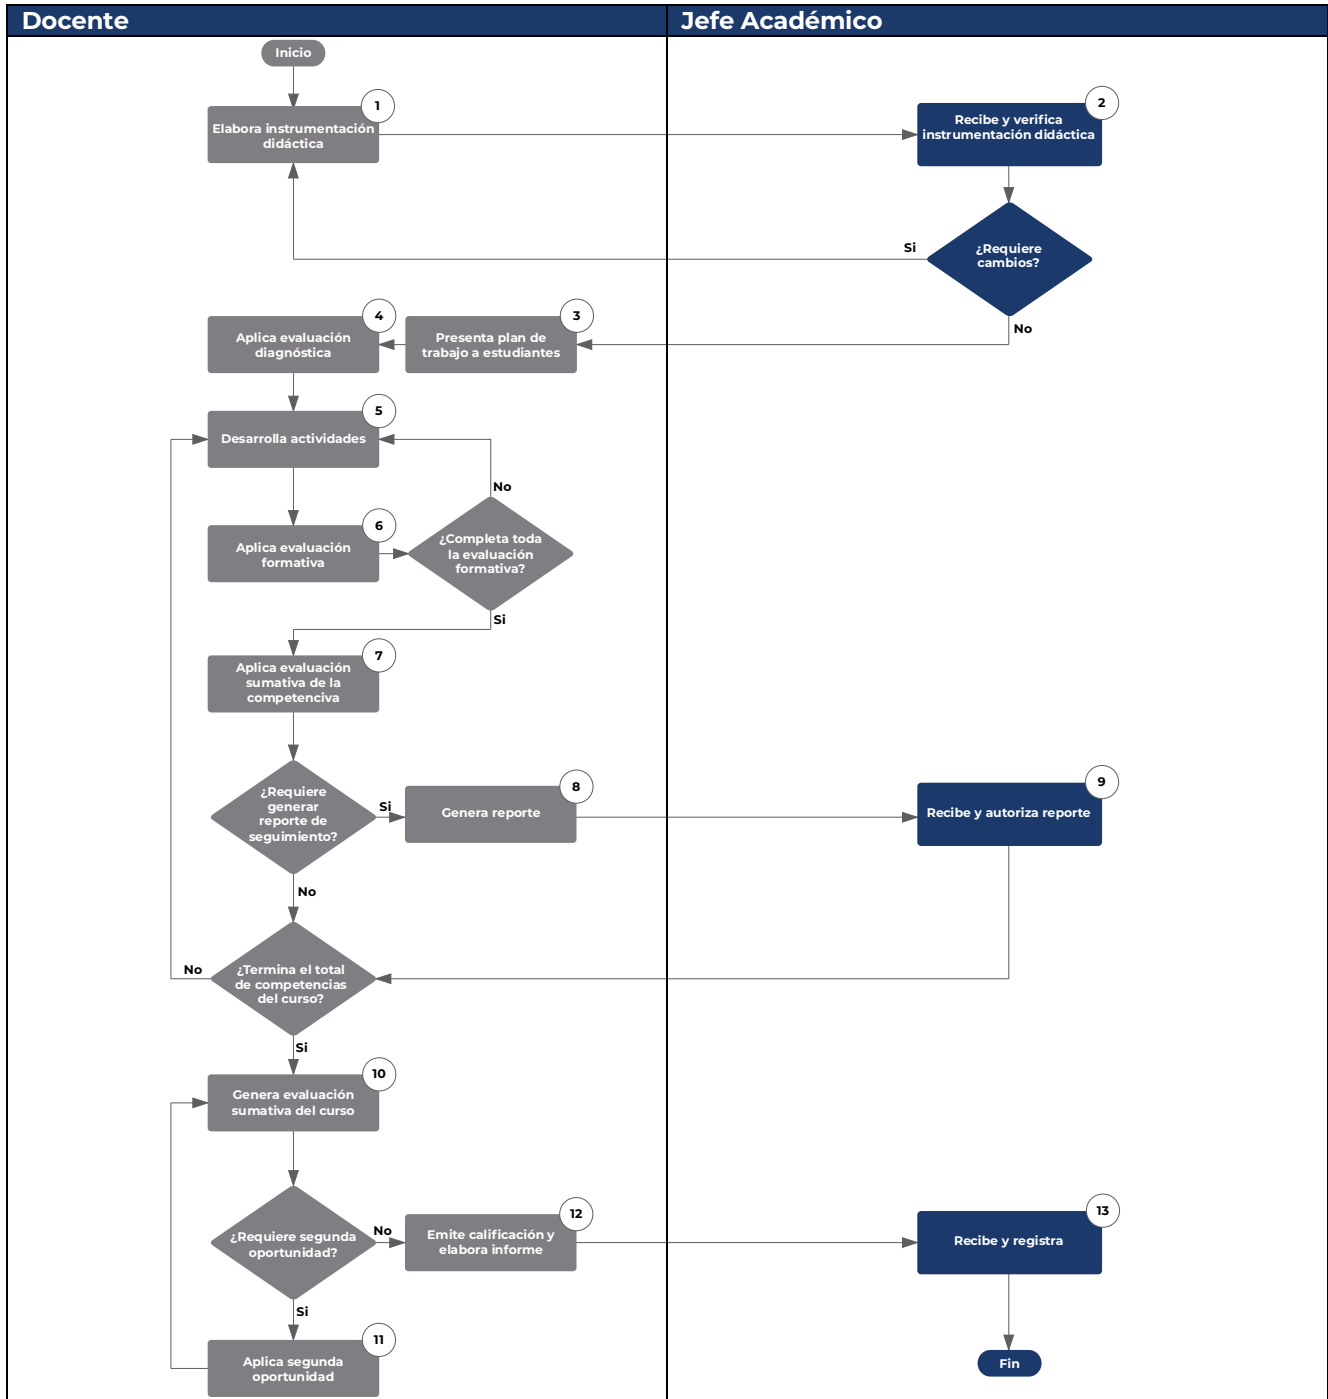 Docente
Jefe Académico
Inicio
1
Elabora instrumentación
didáctica
2
Recibe y verifica
instrumentación didáctica
¿Requiere
cambios?
Si
No
3
Presenta plan de
trabajo a estudiantes
4
Aplica evaluación
diagnóstica
5
Desarrolla actividades
No
6
Aplica evaluación
formativa
¿Completa toda
la evaluación
formativa?
Si
7
Aplica evaluación
sumativa de la
competenciva
¿Requiere
generar
reporte de
seguimiento?
Si
8
Genera reporte
9
Recibe y autoriza reporte
No
¿Termina el total
de competencias
del curso?
No
Si
10
Genera evaluación
sumativa del curso
¿Requiere segunda
oportunidad?
No
12
Emite calificación y
elabora informe
13
Recibe y registra
Si
11
Aplica segunda
oportunidad
Fin